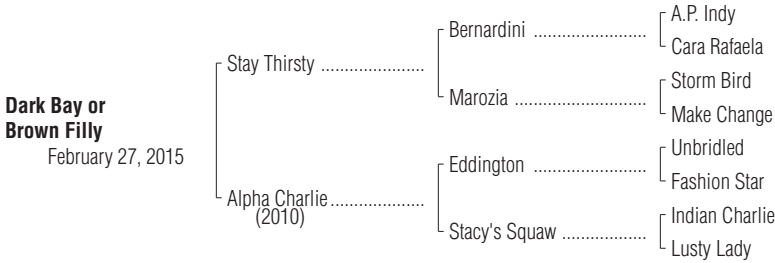 Dark Bay or
Brown Filly
February 27, 2015
Stay Thirsty ......................
Alpha Charlie ....................
(2010)
Bernardini ........................
Marozia ............................
Eddington ........................
Stacy's Squaw ..................
A.P. Indy
Cara Rafaela
Storm Bird
Make Change
Unbridled
Fashion Star
Indian Charlie
Lusty Lady